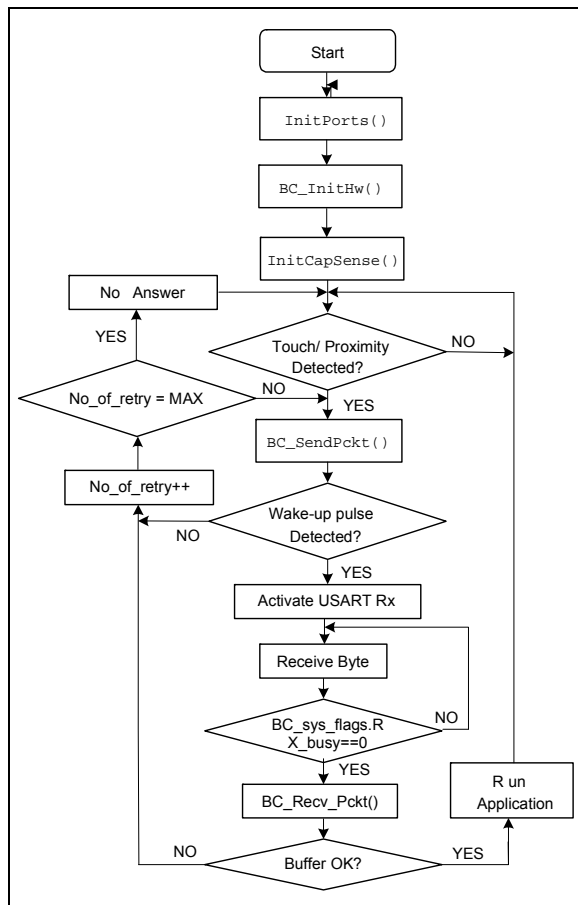 Start
InitPorts()
BC_InitHw()
InitCapSense()
No Answer
YES
Touch/ Proximity
Detected?
NO
No_of_retry = MAX
NO
YES
BC_SendPckt()
No_of_retry++
Wake-up pulse
Detected?
NO
YES
Activate USART Rx
Receive Byte
BC_sys_flags.R
X_busy==0
NO
YES
BC_Recv_Pckt()
R un
Application
NO
Buffer OK?
YES